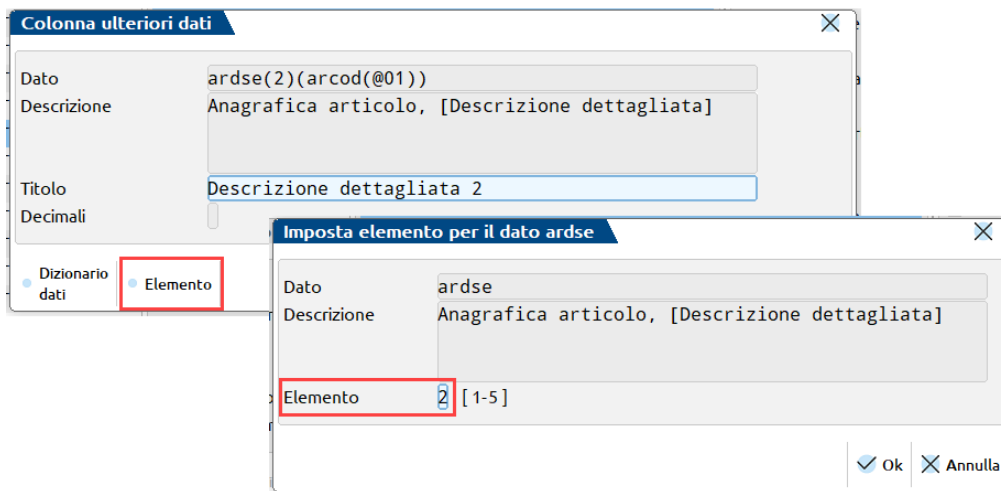 Colonna ulteriori dati
Dato ardse(2)(arcod(@01))
Descrizione Anagrafica articolo, [Descrizione dettagliata]
Titolo Descrizione dettagliata 2
Decimali
Dizionario dati
Elemento
Imposta elemento per il dato ardse
Dato ardse
Descrizione Anagrafica articolo, [Descrizione dettagliata]
Elemento 2 [1-5]
Ok Annulla